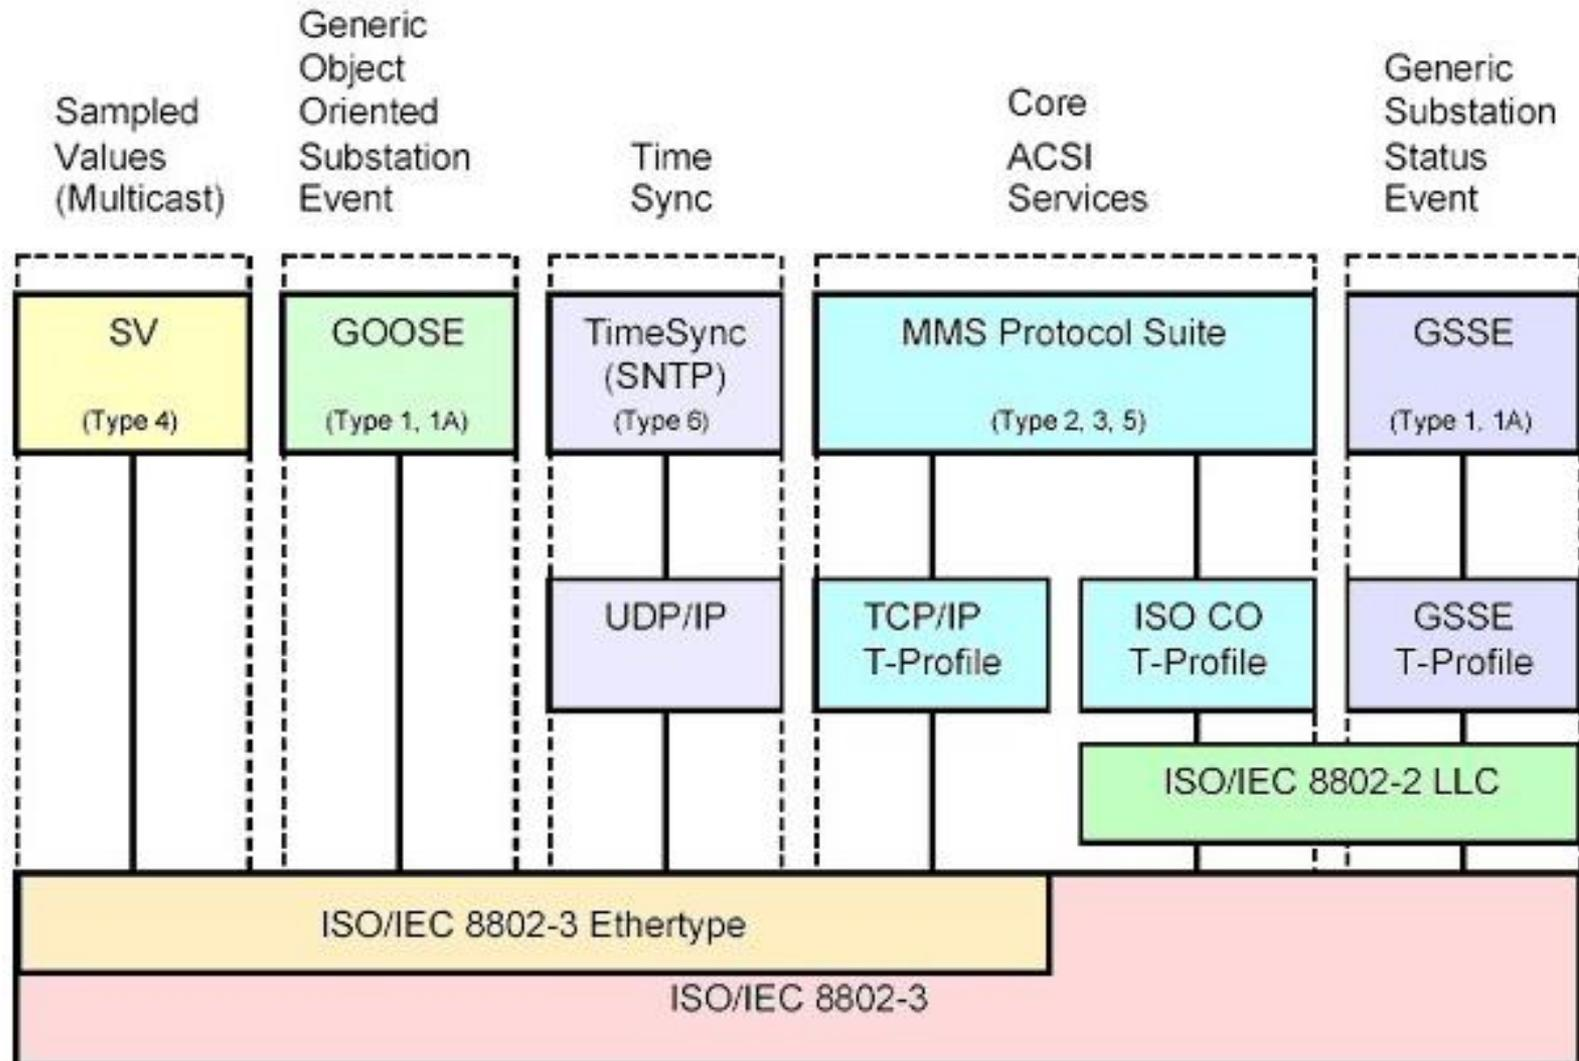 Sampled
Values
(Multicast)
Generic
Object
Oriented
Substation
Event
Time
Sync
Core
ACSI
Services
Generic
Substation
Status
Event
SV
(Type 4)
GOOSE
(Type 1, 1A)
TimeSync
(SNTP)
(Type 6)
MMS Protocol Suite
(Type 2, 3, 5)
GSSE
(Type 1, 1A)
UDP/IP
TCP/IP
T-Profile
ISO CO
T-Profile
GSSE
T-Profile
ISO/IEC 8802-2 LLC
ISO/IEC 8802-3 Ethertype
ISO/IEC 8802-3